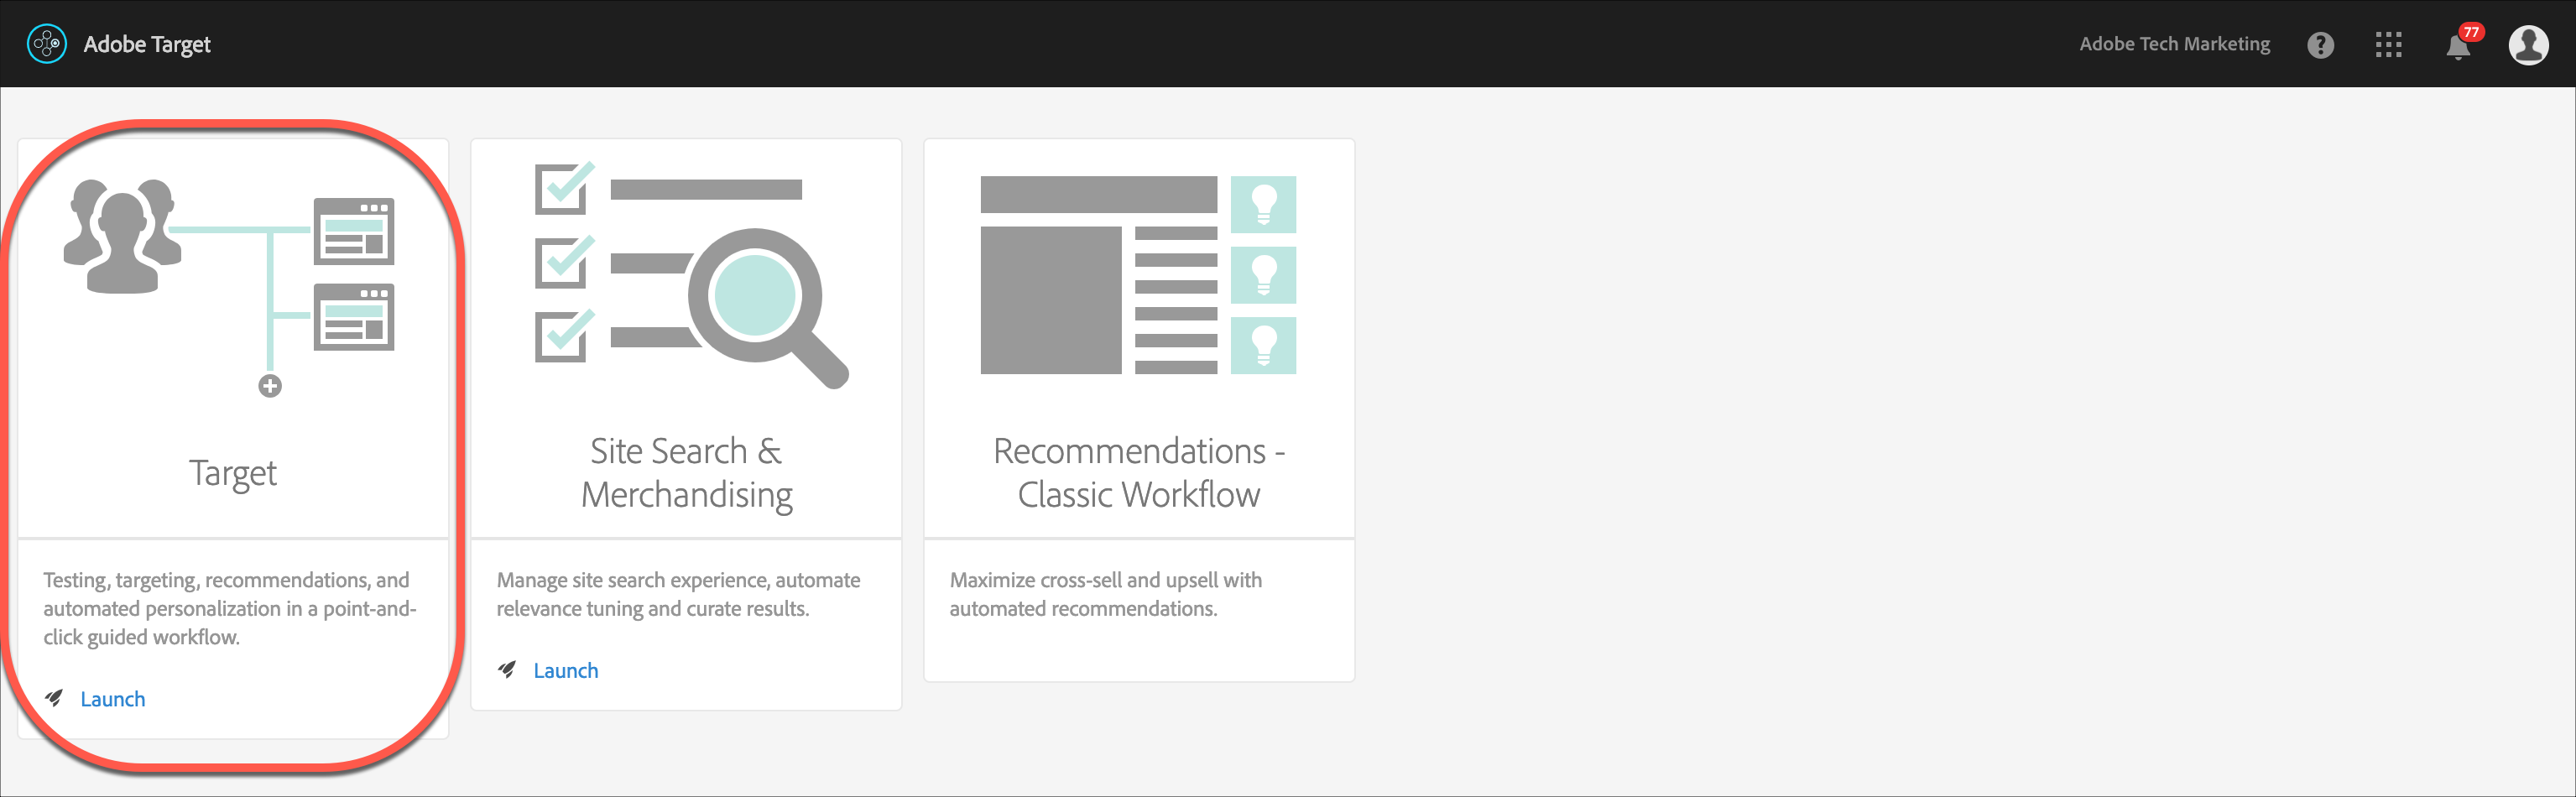 Adobe Target
Adobe Tech Marketing
?
77
Target
Testing, targeting, recommendations, and
automated personalization in a point-and-
click guided workflow.
Launch
Site Search &
Merchandising
Manage site search experience, automate
relevance tuning and curate results.
Launch
Recommendations -
Classic Workflow
Maximize cross-sell and upsell with
automated recommendations.